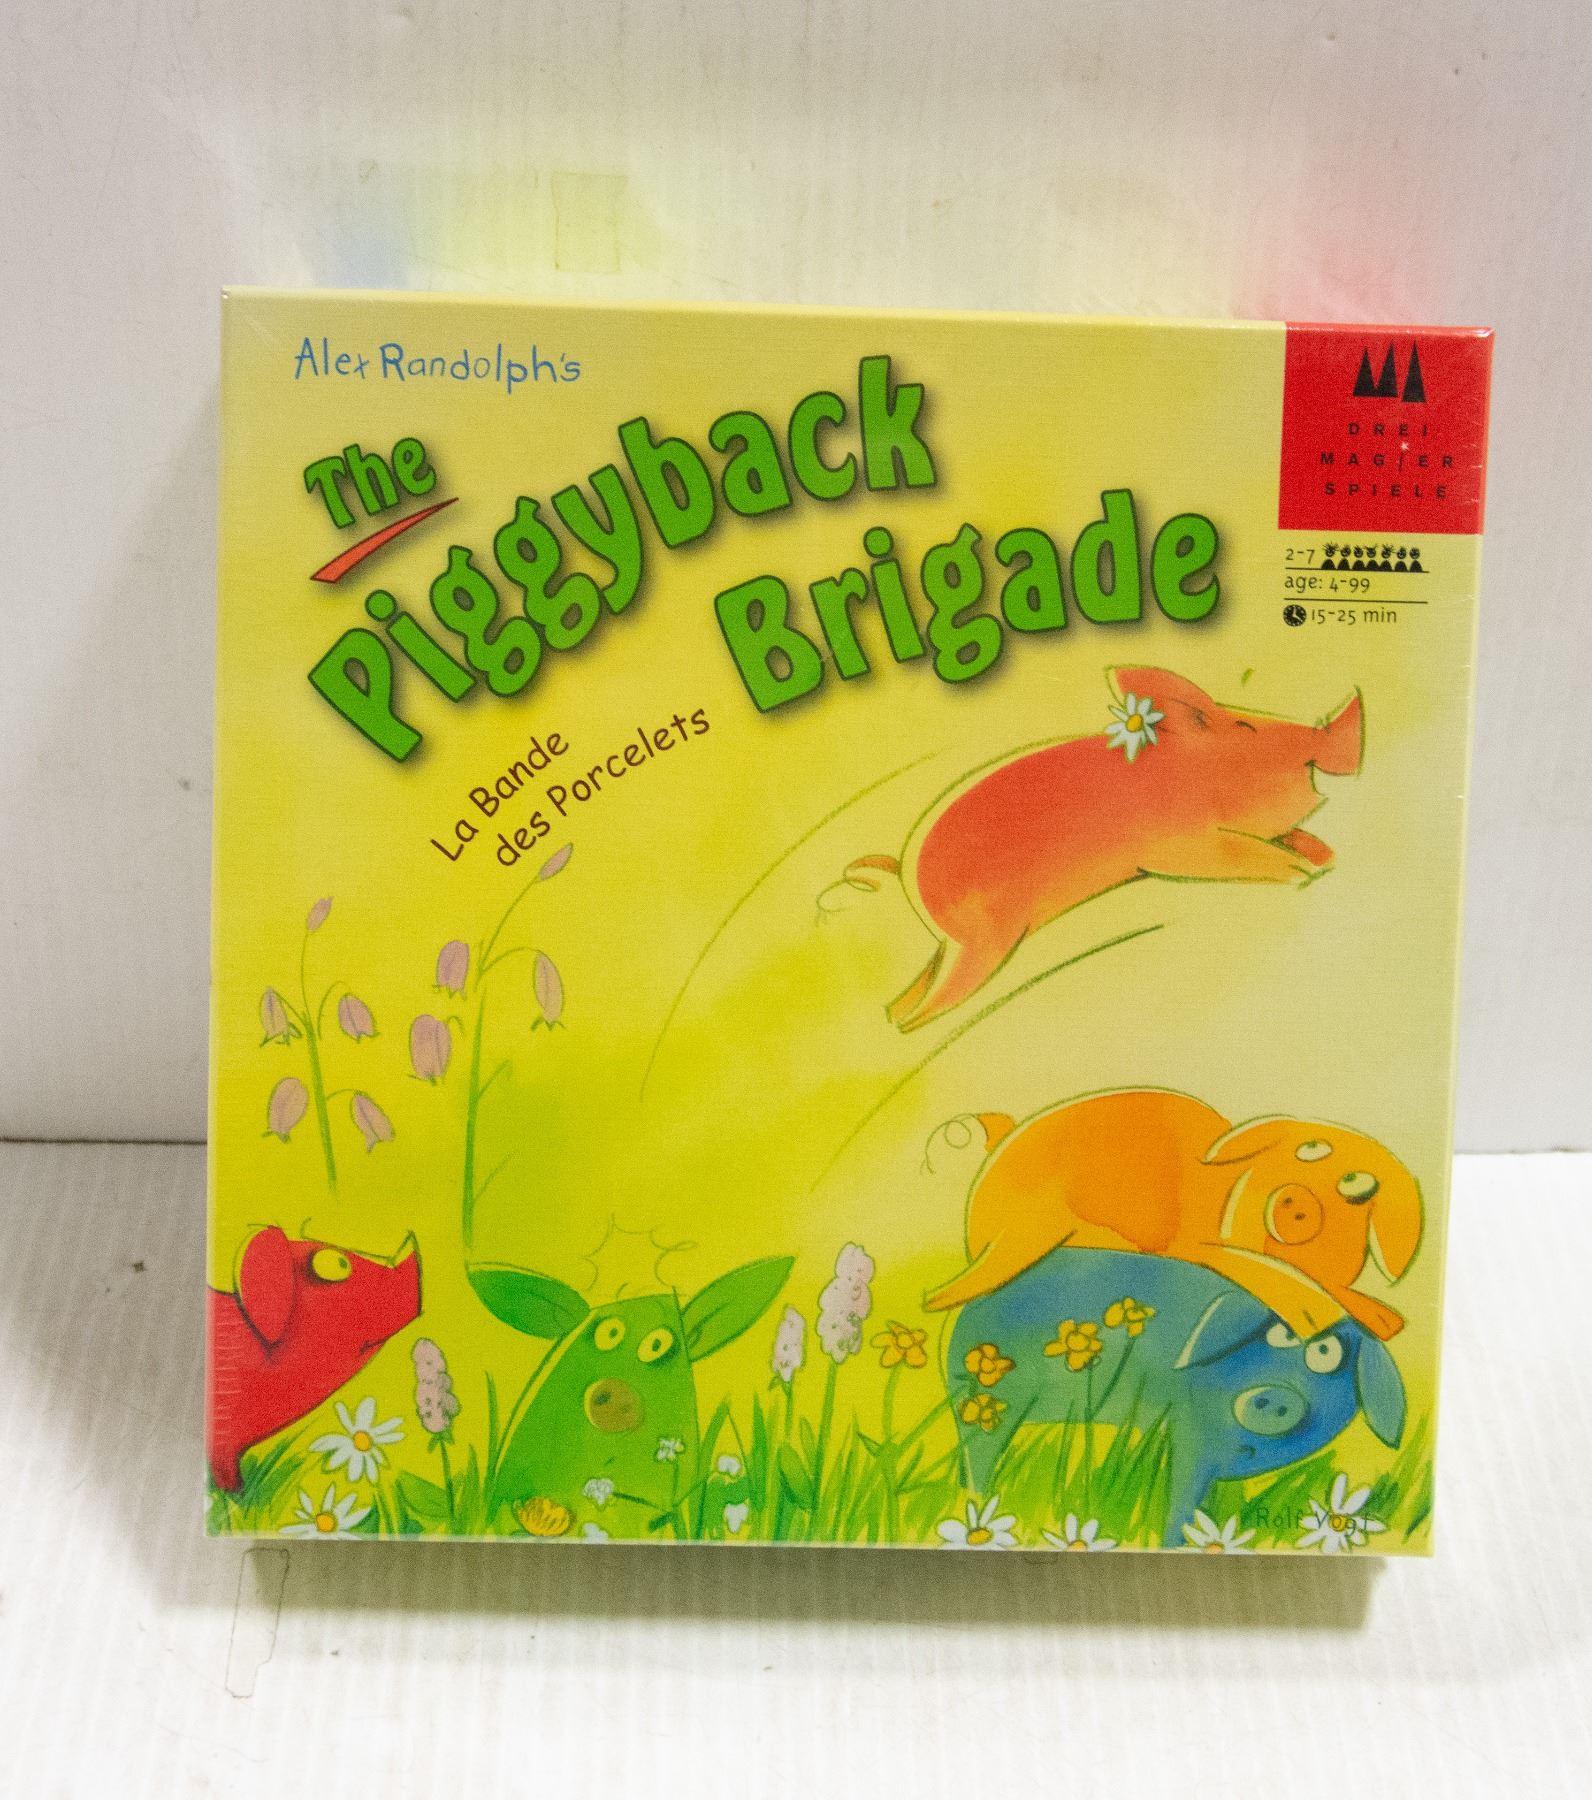 Alex Randolph's
The
Piggyback
Brigade
La Bande
des Porcelets
DREI
MAGIER
SPIELE
2-7
age: 4-99
15-25 min
Rolf Vogt